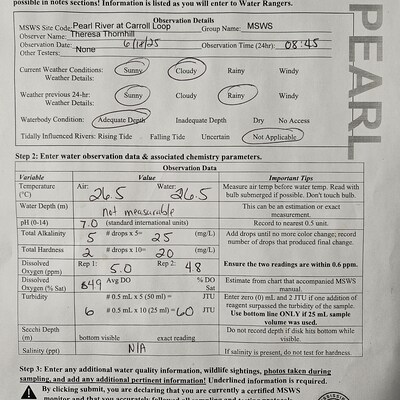 possible in notes sections! Information is listed as you will enter to Water Rangers.
Observation Details
MSWS Site Code: Pearl River at Carroll Loop Group Name: MSWS
Observer Name: Theresa Thornhill
Observation Date: 6/18/25 Observation Time (24hr): 08:45
Other Testers: None
Current Weather Conditions: Sunny Cloudy Rainy Windy
Weather Details:
Weather previous 24-hr: Sunny Cloudy Rainy Windy
Weather Details:
Waterbody Condition: Adequate Depth Inadequate Depth Dry No Access
Tidally Influenced Rivers: Rising Tide Falling Tide Uncertain Not Applicable
PEARL
Step 2: Enter water observation data & associated chemistry parameters.
Observation Data
Variable Value Important Tips
Temperature (°C) Air: 26.5 Water: 26.5 Measure air temp before water temp. Read with bulb submerged if possible. Don't touch bulb.
Water Depth (m) not measurable This can be an estimation or exact measurement.
pH (0-14) 7.0 (standard international units) Record to nearest 0.5 unit.
Total Alkalinity 5 # drops x 5= 25 (mg/L) Add drops until no more color change; record number of drops that produced final change.
Total Hardness 2 # drops x 10= 20 (mg/L)
Dissolved Oxygen (ppm) Rep 1: 5.0 Rep 2: 4.8 Ensure the two readings are within 0.6 ppm.
Dissolved Oxygen (% Sat) 4.9 Avg DO % DO Sat Estimate from chart that accompanied MSWS manual.
Turbidity # 0.5 mL x 5 (50 ml)= JTU Enter zero (0) mL and 2 JTU if one addition of reagent surpassed the turbidity of the sample.
6 # 0.5 mL x 10 (25 ml)= 60 JTU Use bottom line ONLY if 25 mL sample volume was used.
Secchi Depth (m) bottom visible exact reading Do not record depth if disk hits bottom while visible.
Salinity (ppt) N/A If salinity is present, do not test for hardness.
Step 3: Enter any additional water quality information, wildlife sightings, photos taken during
sampling, and add any additional pertinent information! Underlined information is required.
By clicking submit, you are declaring that you are currently a certified MSWS